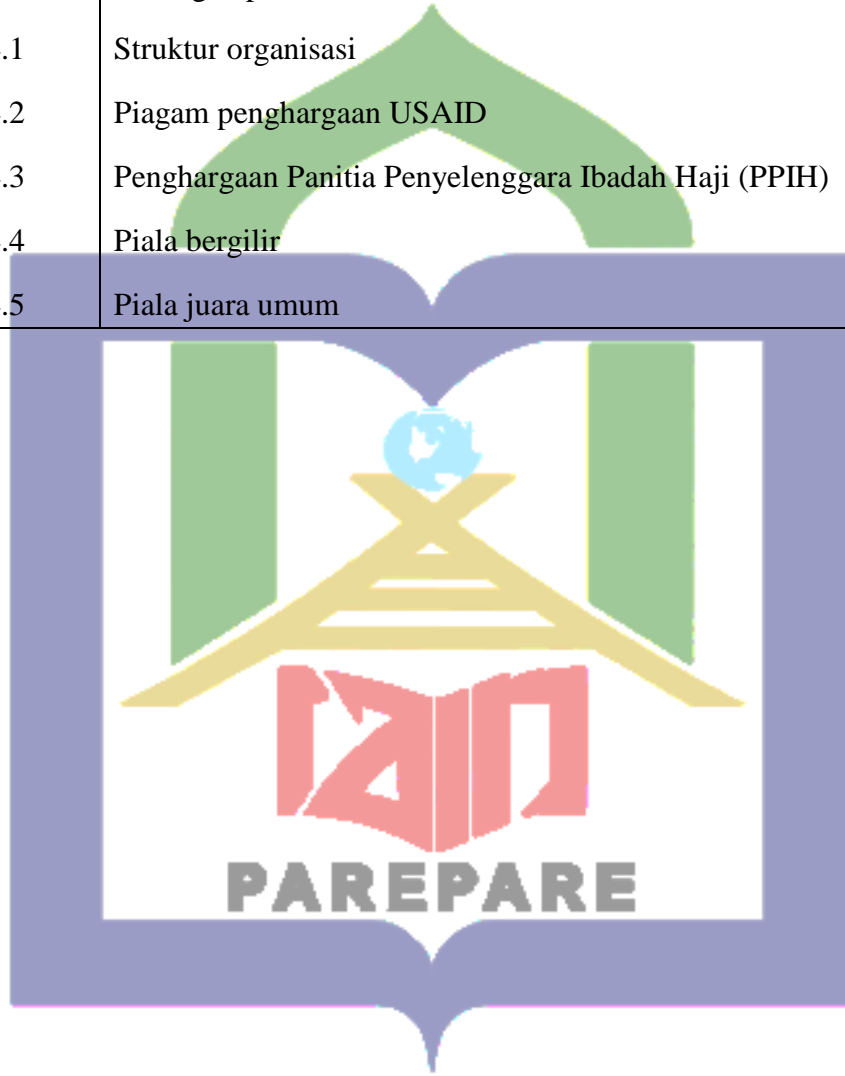 .1 Struktur organisasi
.2 Piagam penghargaan USAID
.3 Penghargaan Panitia Penyelenggara Ibadah Haji (PPIH)
.4 Piala bergilir
.5 Piala juara umum
iain
PAREPARE